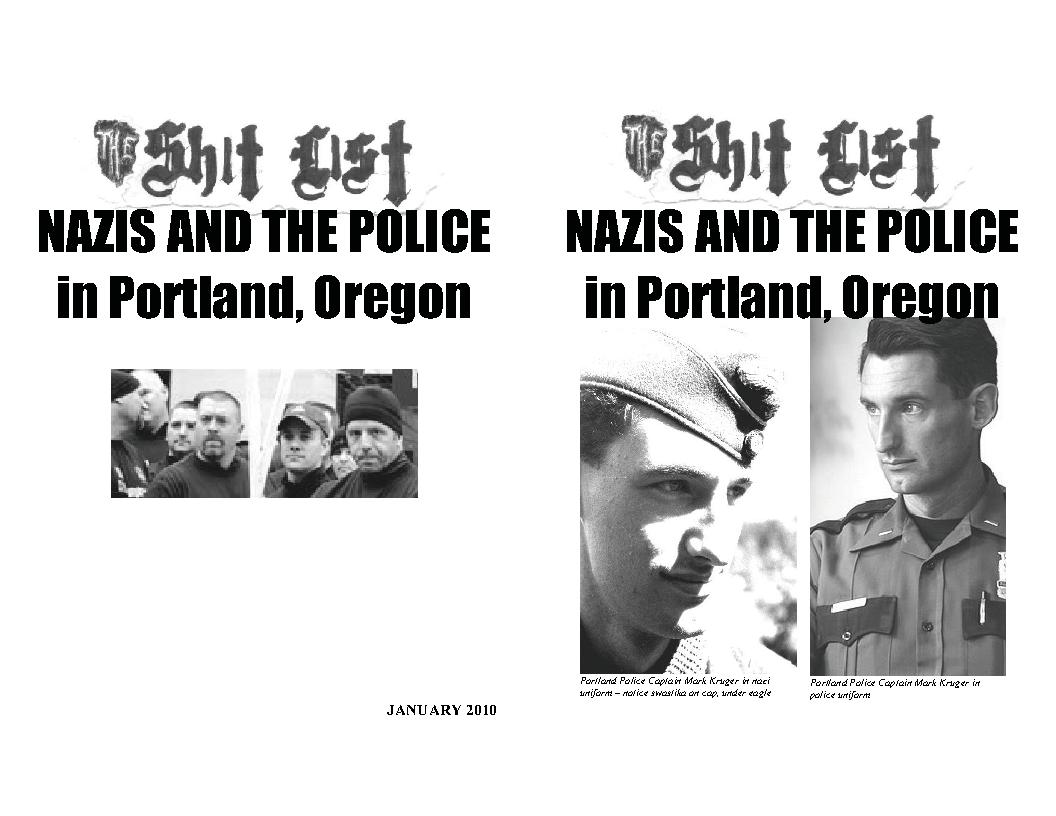 THE Shit List
NAZIS AND THE POLICE
in Portland, Oregon
JANUARY 2010
THE Shit List
NAZIS AND THE POLICE
in Portland, Oregon
Portland Police Captain Mark Kruger in nazi
uniform – notice swastika on cap, under eagle
Portland Police Captain Mark Kruger in
police uniform